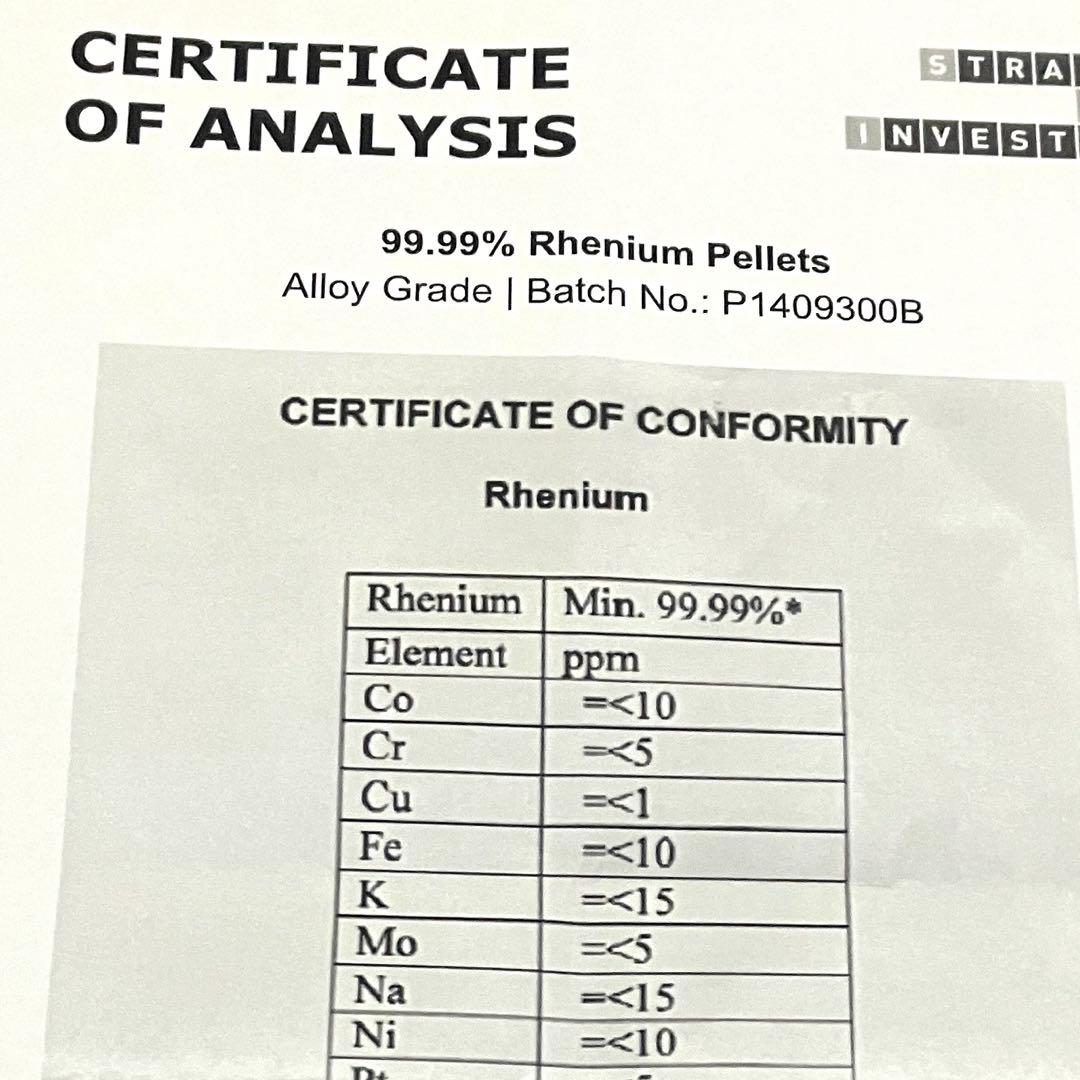 CERTIFICATE
OF ANALYSIS
STRA
INVEST
99.99% Rhenium Pellets
Alloy Grade | Batch No.: P1409300B
CERTIFICATE OF CONFORMITY
Rhenium
Rhenium Min. 99.99%*
Element ppm
Co =<10
Cr =<5
Cu =<1
Fe =<10
K =<15
Mo =<5
Na =<15
Ni =<10